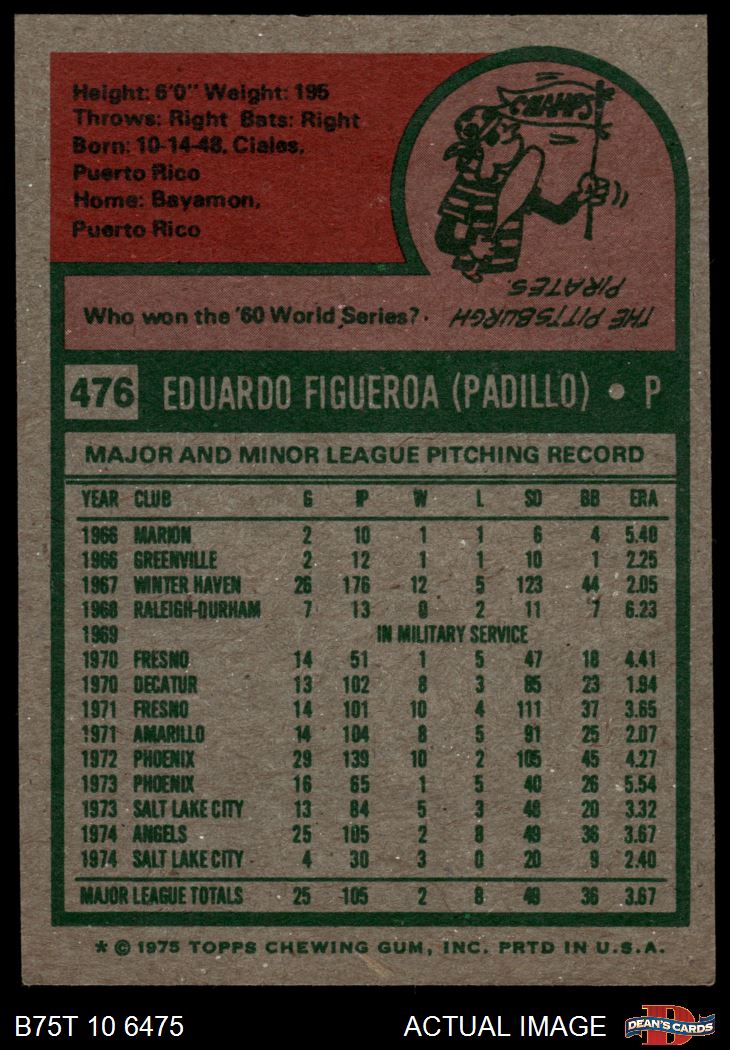 Height: 6'0" Weight: 195
Throws: Right Bats: Right
Born: 10-14-48, Ciales,
Puerto Rico
Home: Bayamon,
Puerto Rico
CHAMPS
THE PITTSBURGH
PIRATES.
Who won the '60 World Series?
476 EDUARDO FIGUEROA (PADILLO) • P
MAJOR AND MINOR LEAGUE PITCHING RECORD
YEAR CLUB G IP W L SO BB ERA
1966 MARION 2 10 1 1 6 4 5.40
1966 GREENVILLE 2 12 1 1 10 1 2.25
1967 WINTER HAVEN 26 176 12 5 123 44 2.05
1968 RALEIGH-DURHAM 7 13 0 2 11 7 6.23
1969 IN MILITARY SERVICE
1970 FRESNO 14 51 1 5 47 18 4.41
1970 DECATUR 13 102 8 3 85 23 1.94
1971 FRESNO 14 101 10 4 111 37 3.65
1971 AMARILLO 14 104 8 5 91 25 2.07
1972 PHOENIX 29 139 10 2 105 45 4.27
1973 PHOENIX 16 65 1 5 40 26 5.54
1973 SALT LAKE CITY 13 84 5 3 48 20 3.32
1974 ANGELS 25 105 2 8 49 36 3.67
1974 SALT LAKE CITY 4 30 3 0 20 9 2.40
MAJOR LEAGUE TOTALS 25 105 2 8 49 36 3.67
* © 1975 TOPPS CHEWING GUM, INC. PRTD IN U.S.A.
B75T 10 6475 ACTUAL IMAGE
D
DEAN'S CARDS